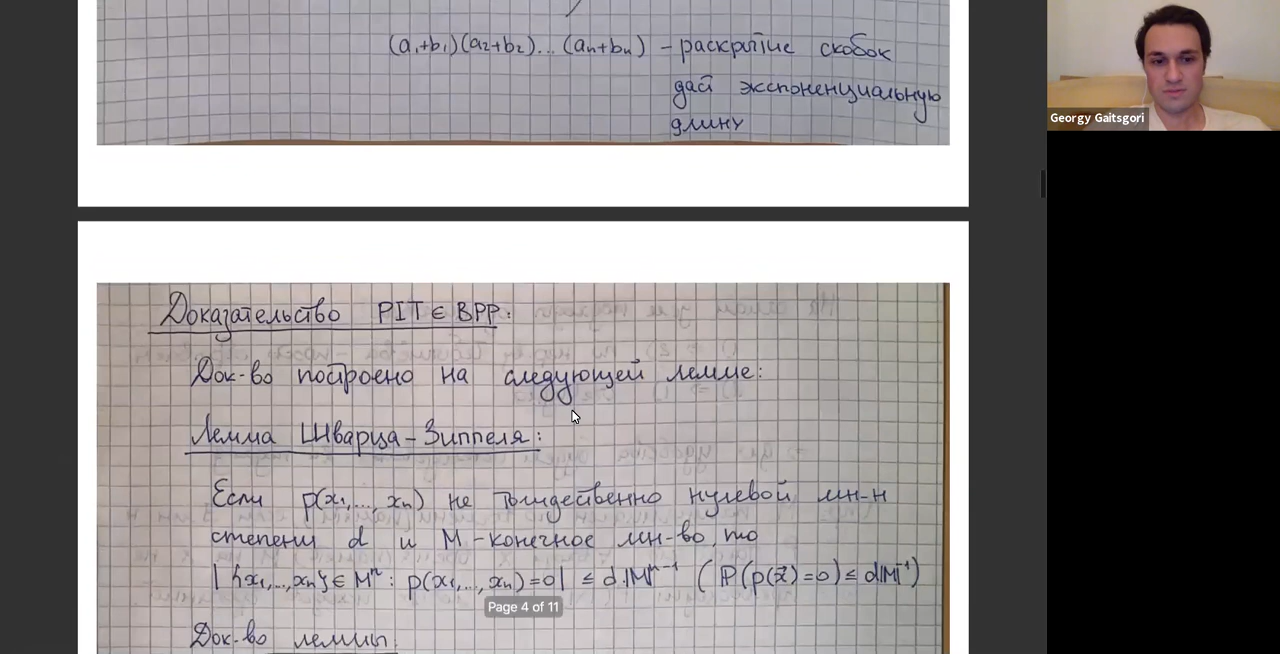 (a₁+b₁)(a₂+b₂)...(aₙ+bₙ) – раскрытие скобок
даст экспоненциальную
длину
Georgy Gaitsgori
Доказательство PIT ∈ BPP:
Док-во построено на следующей лемме:
Лемма Шварца – Зиппеля:
Если p(x₁,...,xₙ) не тождественно нулевой мн-н
степени d и M – конечное мн-во, то
|{x₁,...,xₙ} ∈ Mⁿ : p(x₁,...,xₙ)=0| ≤ d·|M|ⁿ⁻¹ (ℙ(p(x⃗)=0) ≤ d|M|⁻¹)
Page 4 of 11
Док-во леммы: